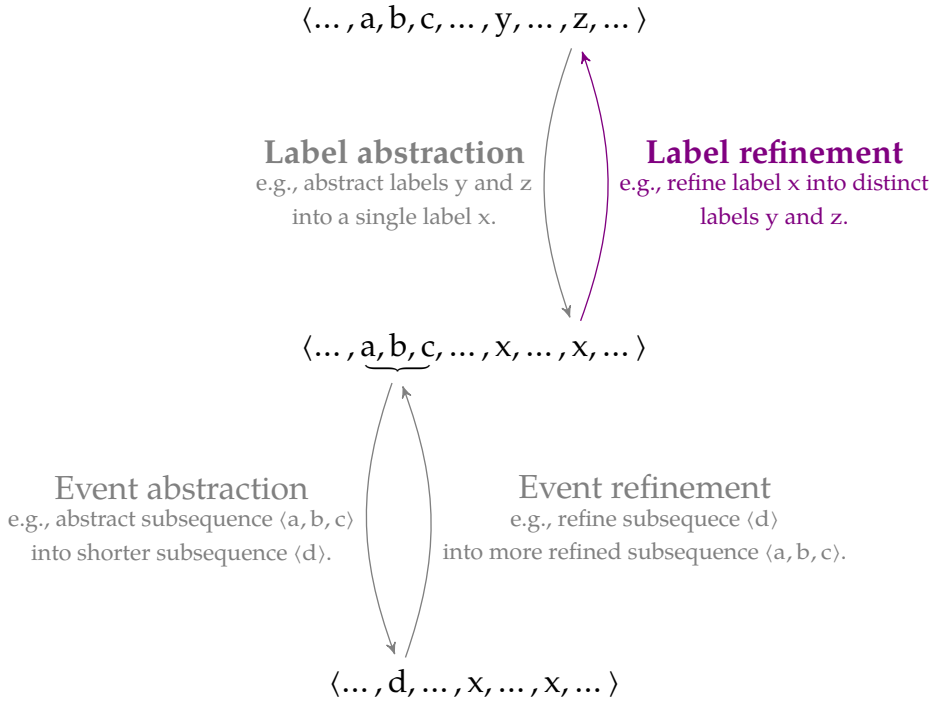 ⟨… , a, b, c, … , y, … , z, … ⟩
Label abstraction
e.g., abstract labels y and z
into a single label x.
Label refinement
e.g., refine label x into distinct
labels y and z.
⟨… , a, b, c, … , x, … , x, … ⟩
Event abstraction
e.g., abstract subsequence ⟨a, b, c⟩
into shorter subsequence ⟨d⟩.
Event refinement
e.g., refine subsequece ⟨d⟩
into more refined subsequence ⟨a, b, c⟩.
⟨… , d, … , x, … , x, … ⟩